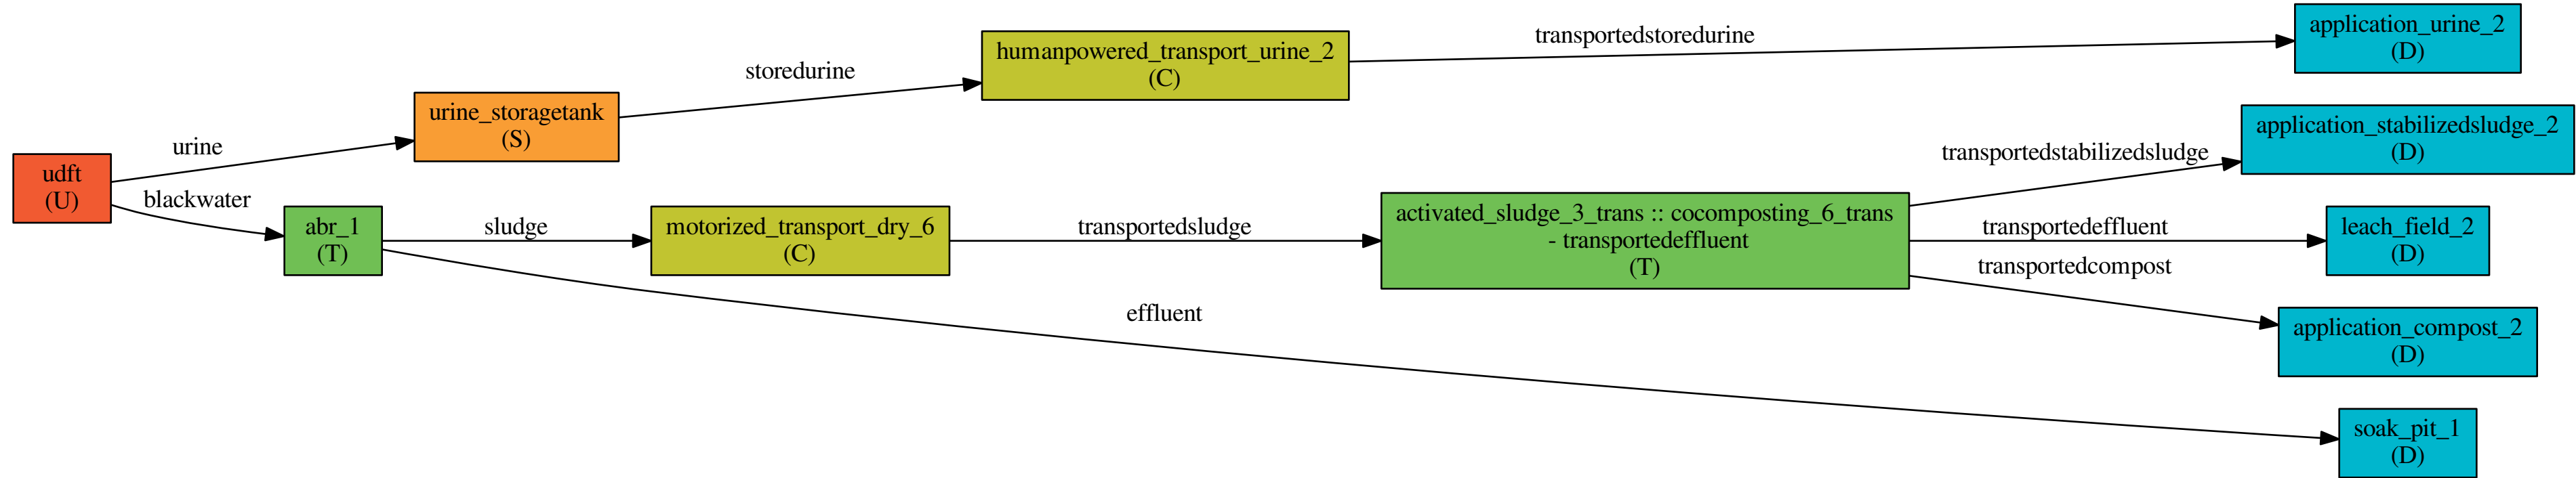 udft
(U)
urine
blackwater
urine_storagetank
(S)
abr_1
(T)
storedurine
sludge
effluent
humanpowered_transport_urine_2
(C)
motorized_transport_dry_6
(C)
transportedstoredurine
transportedsludge
activated_sludge_3_trans :: cocomposting_6_trans
- transportedeffluent
(T)
transportedstabilizedsludge
transportedeffluent
transportedcompost
application_urine_2
(D)
application_stabilizedsludge_2
(D)
leach_field_2
(D)
application_compost_2
(D)
soak_pit_1
(D)